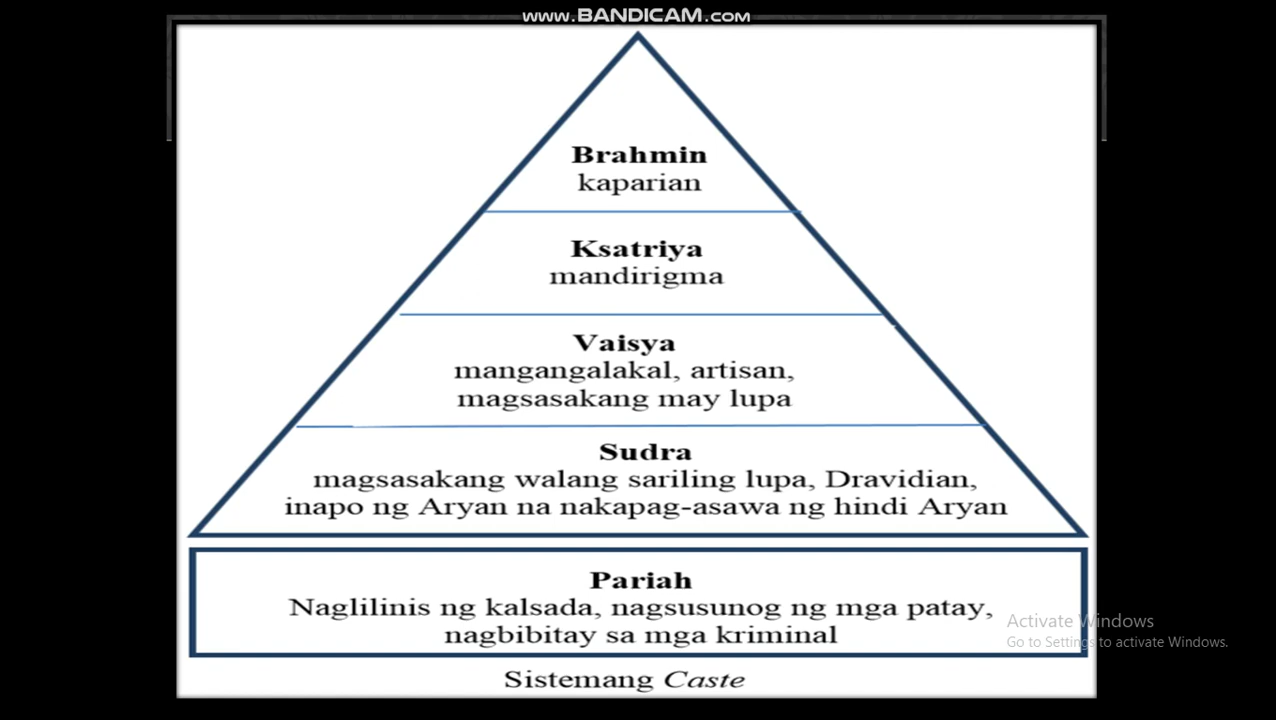 www.BANDICAM.com
Brahmin
kaparian
Ksatriya
mandirigma
Vaisya
mangangalakal, artisan,
magsasakang may lupa
Sudra
magsasakang walang sariling lupa, Dravidian,
inapo ng Aryan na nakapag-asawa ng hindi Aryan
Pariah
Naglilinis ng kalsada, nagsusunog ng mga patay,
nagbibitay sa mga kriminal
Activate Windows
Go to Settings to activate Windows.
Sistemang Caste